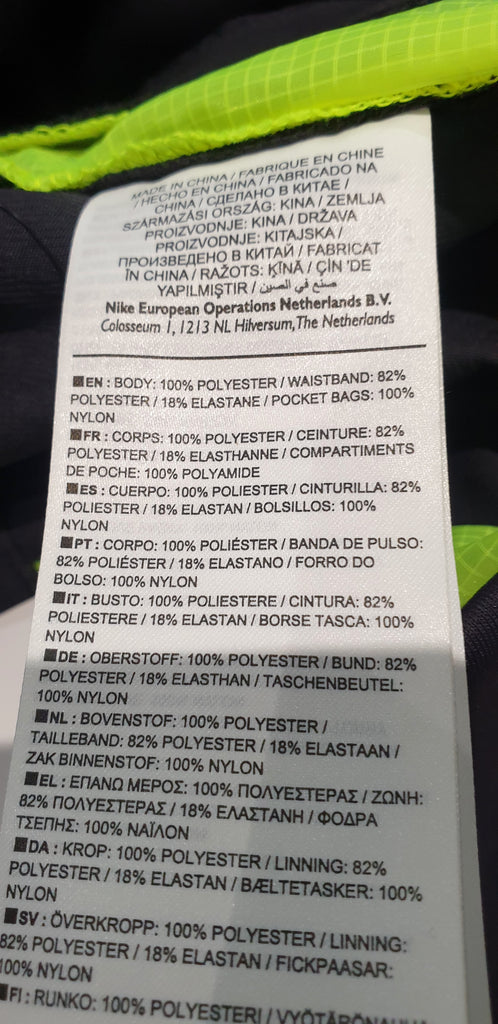 MADE IN CHINA / FABRIQUE EN CHINE
/ HECHO EN CHINA / FABRICADO NA
CHINA / СДЕЛАНО В КИТАЕ /
SZÁRMAZÁSI ORSZÁG: KINA / ZEMLJA
PROIZVODNJE: KINA / DRŽAVA
PROIZVODNJE: KITAJSKA /
ПРОИЗВЕДЕНО В КИТАЙ / FABRICAT
ÎN CHINA / RAŽOTS: ĶĪNĀ / ÇİN 'DE
YAPILMIŞTIR / صنع في الصين
Nike European Operations Netherlands B.V.
Colosseum 1, 1213 NL Hilversum, The Netherlands
EN : BODY: 100% POLYESTER / WAISTBAND: 82%
POLYESTER / 18% ELASTANE / POCKET BAGS: 100%
NYLON
FR : CORPS: 100% POLYESTER / CEINTURE: 82%
POLYESTER / 18% ELASTHANNE / COMPARTIMENTS
DE POCHE: 100% POLYAMIDE
ES : CUERPO: 100% POLIESTER / CINTURILLA: 82%
POLIESTER / 18% ELASTAN / BOLSILLOS: 100%
NYLON
PT : CORPO: 100% POLIÉSTER / BANDA DE PULSO:
82% POLIÉSTER / 18% ELASTANO / FORRO DO
BOLSO: 100% NYLON
IT : BUSTO: 100% POLIESTERE / CINTURA: 82%
POLIESTERE / 18% ELASTAN / BORSE TASCA: 100%
NYLON
DE : OBERSTOFF: 100% POLYESTER / BUND: 82%
POLYESTER / 18% ELASTHAN / TASCHENBEUTEL:
100% NYLON
NL : BOVENSTOF: 100% POLYESTER /
TAILLEBAND: 82% POLYESTER / 18% ELASTAAN /
ZAK BINNENSTOF: 100% NYLON
EL : ΕΠΑΝΩ ΜΕΡΟΣ: 100% ΠΟΛΥΕΣΤΕΡΑΣ / ΖΩΝΗ:
82% ΠΟΛΥΕΣΤΕΡΑΣ / 18% ΕΛΑΣΤΑΝΗ / ΦΟΔΡΑ
ΤΣΕΠΗΣ: 100% ΝΑΪΛΟΝ
DA : KROP: 100% POLYESTER / LINNING: 82%
POLYESTER / 18% ELASTAN / BÆLTETASKER: 100%
NYLON
SV : ÖVERKROPP: 100% POLYESTER / LINNING:
82% POLYESTER / 18% ELASTAN / FICKPAASAR:
100% NYLON
FI : RUNKO: 100% POLYESTERI / VYÖTÄRÖNAUHA